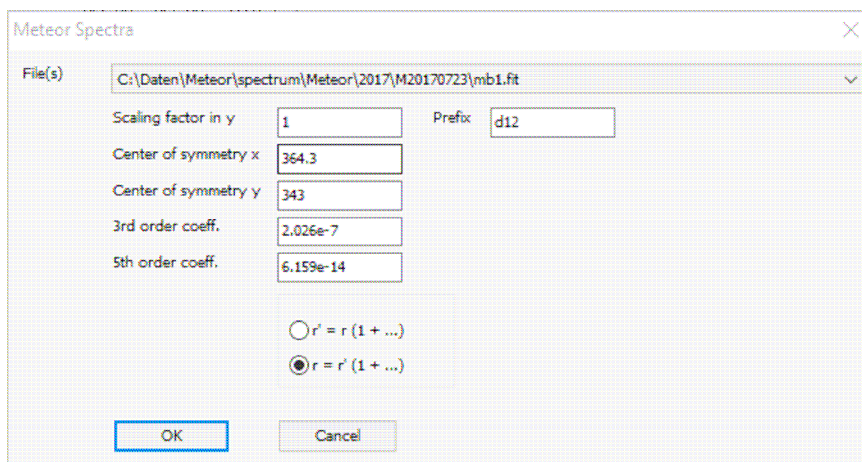 Meteor Spectra
File(s) C:\Daten\Meteor\spectrum\Meteor\2017\M20170723\mb1.fit
Scaling factor in y 1 Prefix d12
Center of symmetry x 364.3
Center of symmetry y 343
3rd order coeff. 2.026e-7
5th order coeff. 6.159e-14
r' = r (1 + ...)
r = r' (1 + ...)
OK Cancel